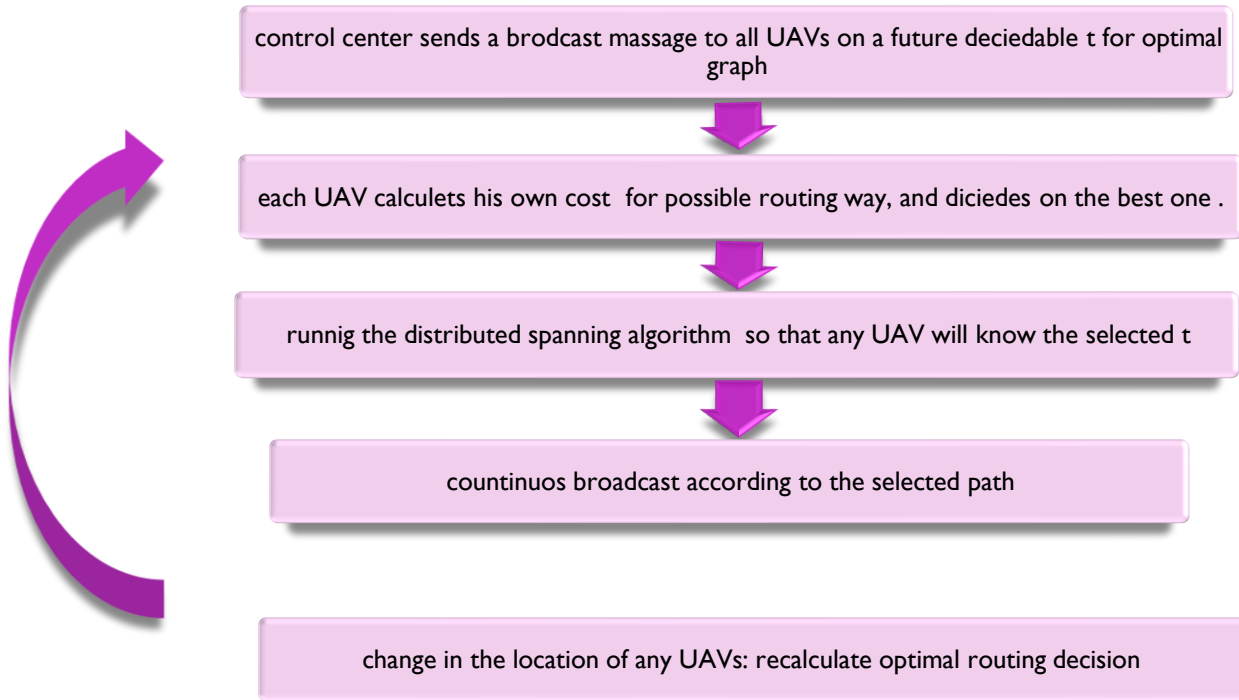 control center sends a brodcast massage to all UAVs on a future deciedable t for optimal
graph
each UAV calculets his own cost for possible routing way, and diciedes on the best one .
runnig the distributed spanning algorithm so that any UAV will know the selected t
countinuos broadcast according to the selected path
change in the location of any UAVs: recalculate optimal routing decision